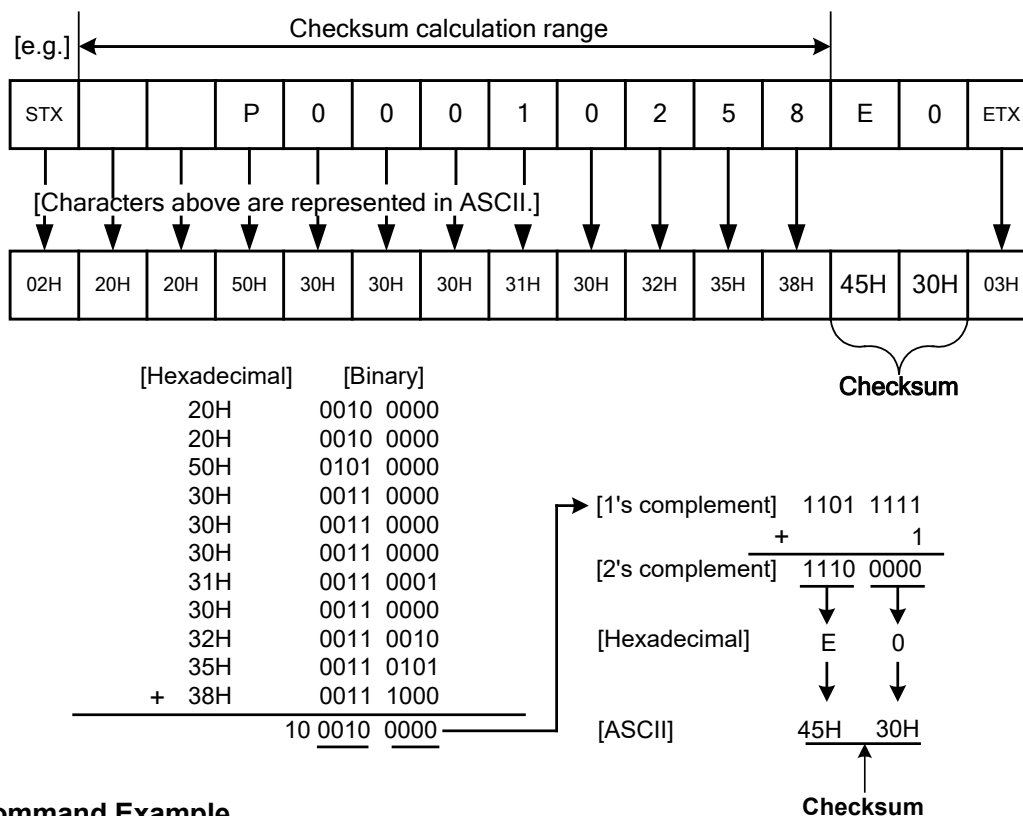 Checksum calculation range
[e.g.]
STX P 0 0 0 1 0 2 5 8 E 0 ETX
[Characters above are represented in ASCII.]
02H 20H 20H 50H 30H 30H 30H 31H 30H 32H 35H 38H 45H 30H 03H
Checksum
[Hexadecimal] [Binary]
20H 0010 0000
20H 0010 0000
50H 0101 0000
30H 0011 0000
30H 0011 0000
30H 0011 0000
31H 0011 0001
30H 0011 0000
32H 0011 0010
35H 0011 0101
+ 38H 0011 1000
10 0010 0000
[1's complement] 1101 1111
+ 1
[2's complement] 1110 0000
[Hexadecimal] E 0
[ASCII] 45H 30H
Checksum
ommand Example